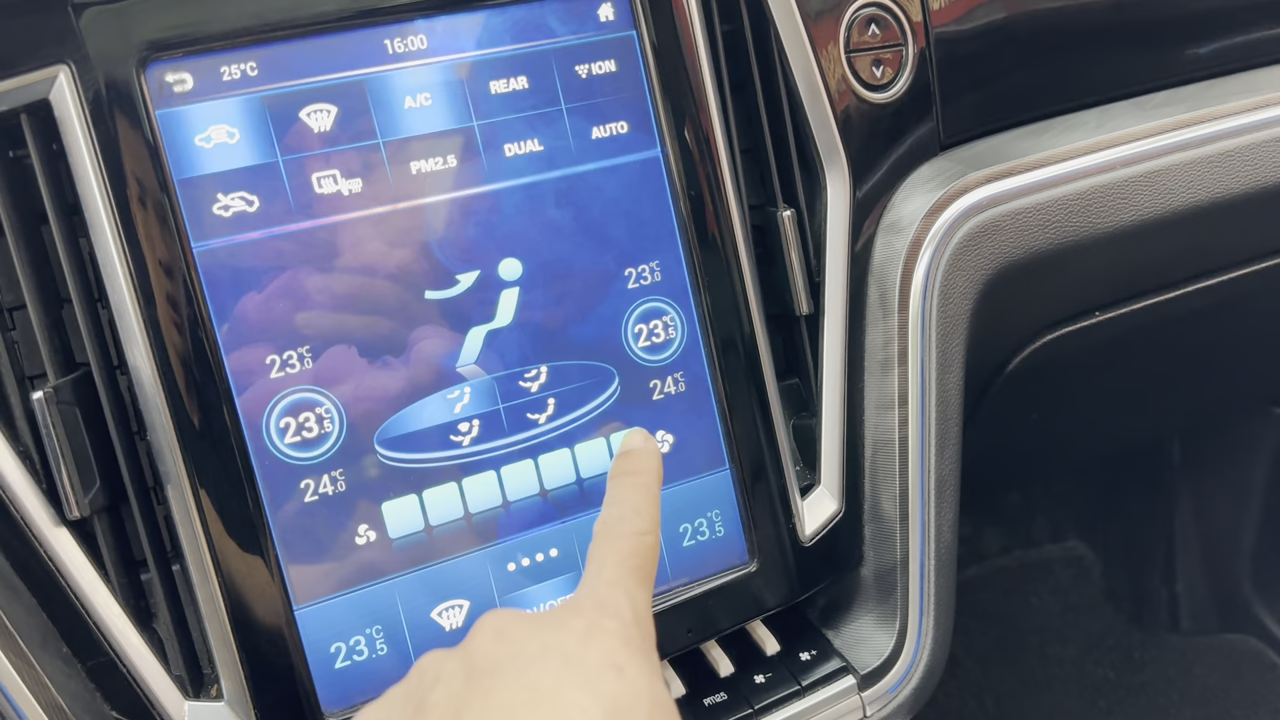 16:00
25°C
A/C
REAR
ION
PM2.5
DUAL
AUTO
23.0°C
23.5°C
24.0°C
23.0°C
23.5°C
24.0°C
23.5°C
23.5°C
PM2.5